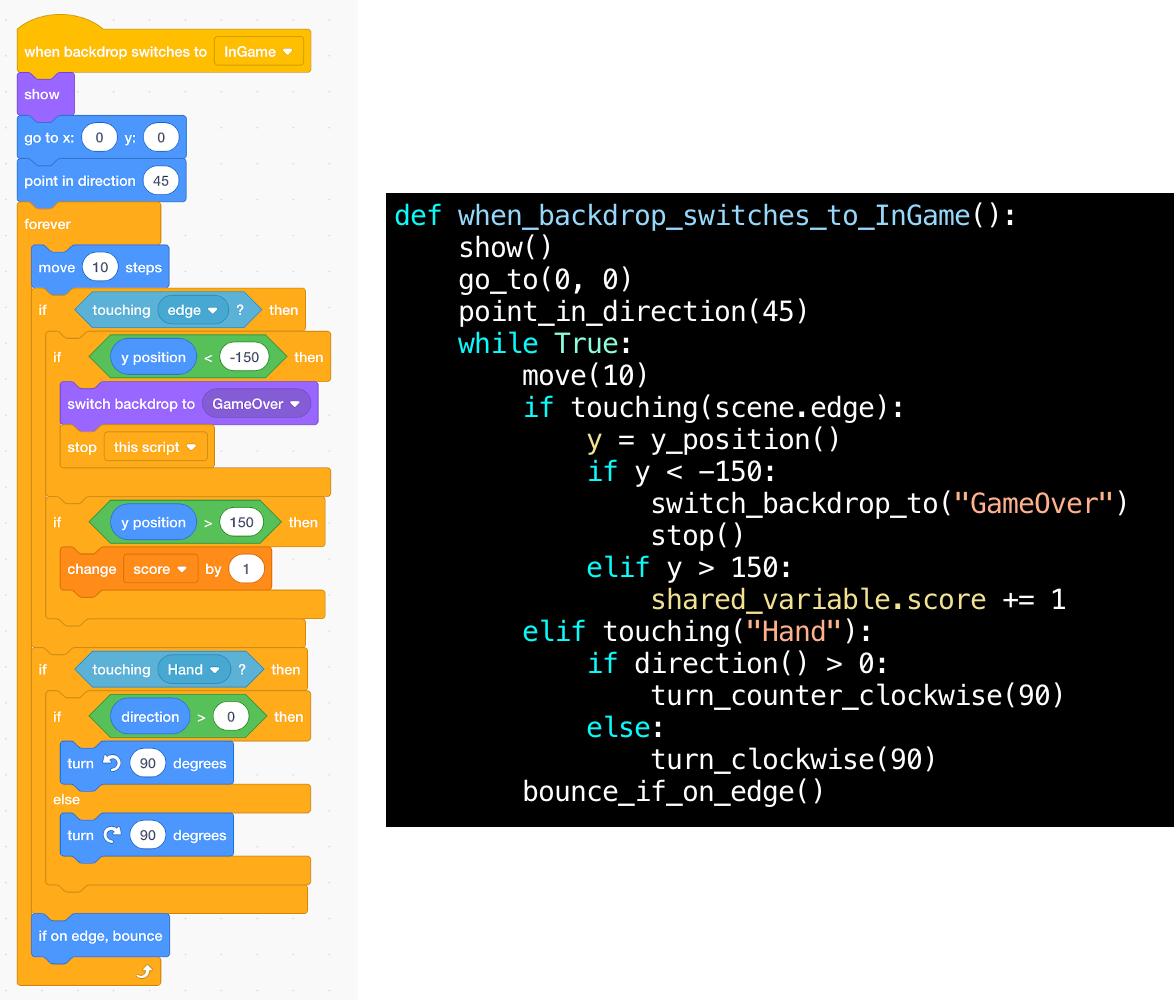 when backdrop switches to InGame
show
go to x: 0 y: 0
point in direction 45
forever
move 10 steps
if touching edge ? then
if y position < -150 then
switch backdrop to GameOver
stop this script
if y position > 150 then
change score by 1
if touching Hand ? then
if direction > 0 then
turn 90 degrees
else
turn 90 degrees
if on edge, bounce
def when_backdrop_switches_to_InGame():
    show()
    go_to(0, 0)
    point_in_direction(45)
    while True:
        move(10)
        if touching(scene.edge):
            y = y_position()
            if y < -150:
                switch_backdrop_to("GameOver")
                stop()
            elif y > 150:
                shared_variable.score += 1
        elif touching("Hand"):
            if direction() > 0:
                turn_counter_clockwise(90)
            else:
                turn_clockwise(90)
        bounce_if_on_edge()